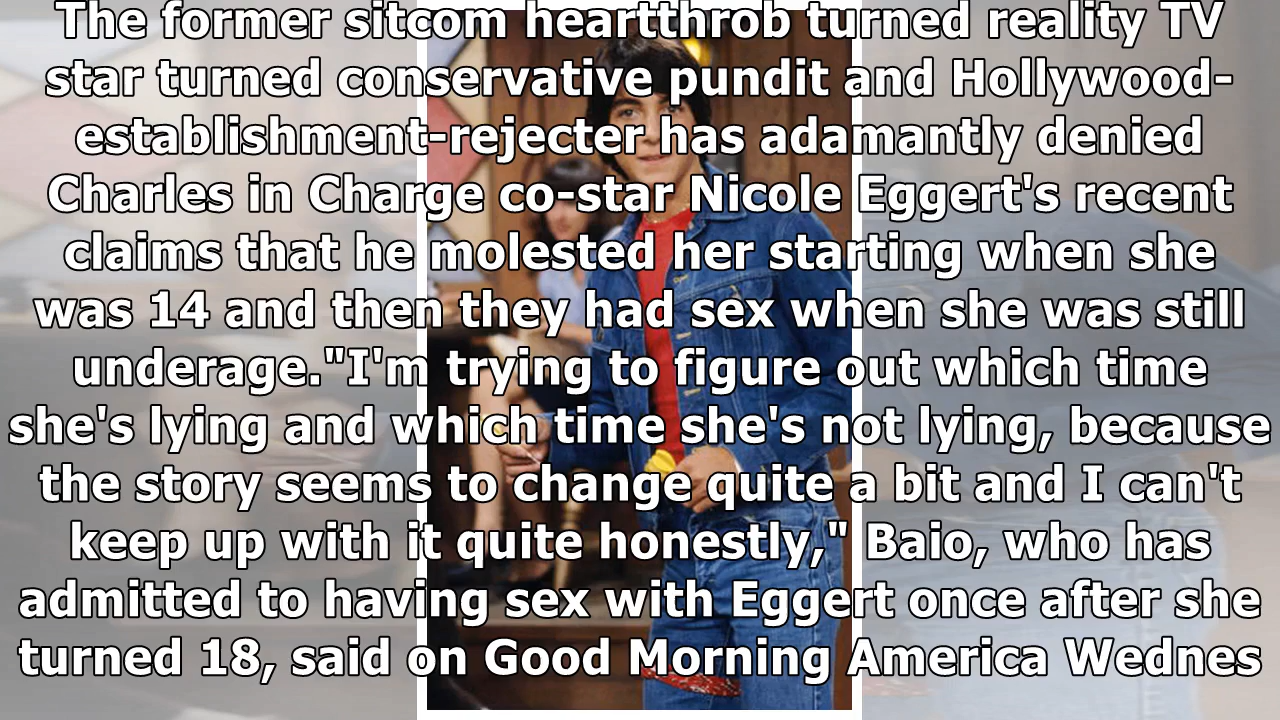 The former sitcom heartthrob turned reality TV
star turned conservative pundit and Hollywood-
establishment-rejecter has adamantly denied
Charles in Charge co-star Nicole Eggert's recent
claims that he molested her starting when she
was 14 and then they had sex when she was still
underage."I'm trying to figure out which time
she's lying and which time she's not lying, because
the story seems to change quite a bit and I can't
keep up with it quite honestly," Baio, who has
admitted to having sex with Eggert once after she
turned 18, said on Good Morning America Wednes